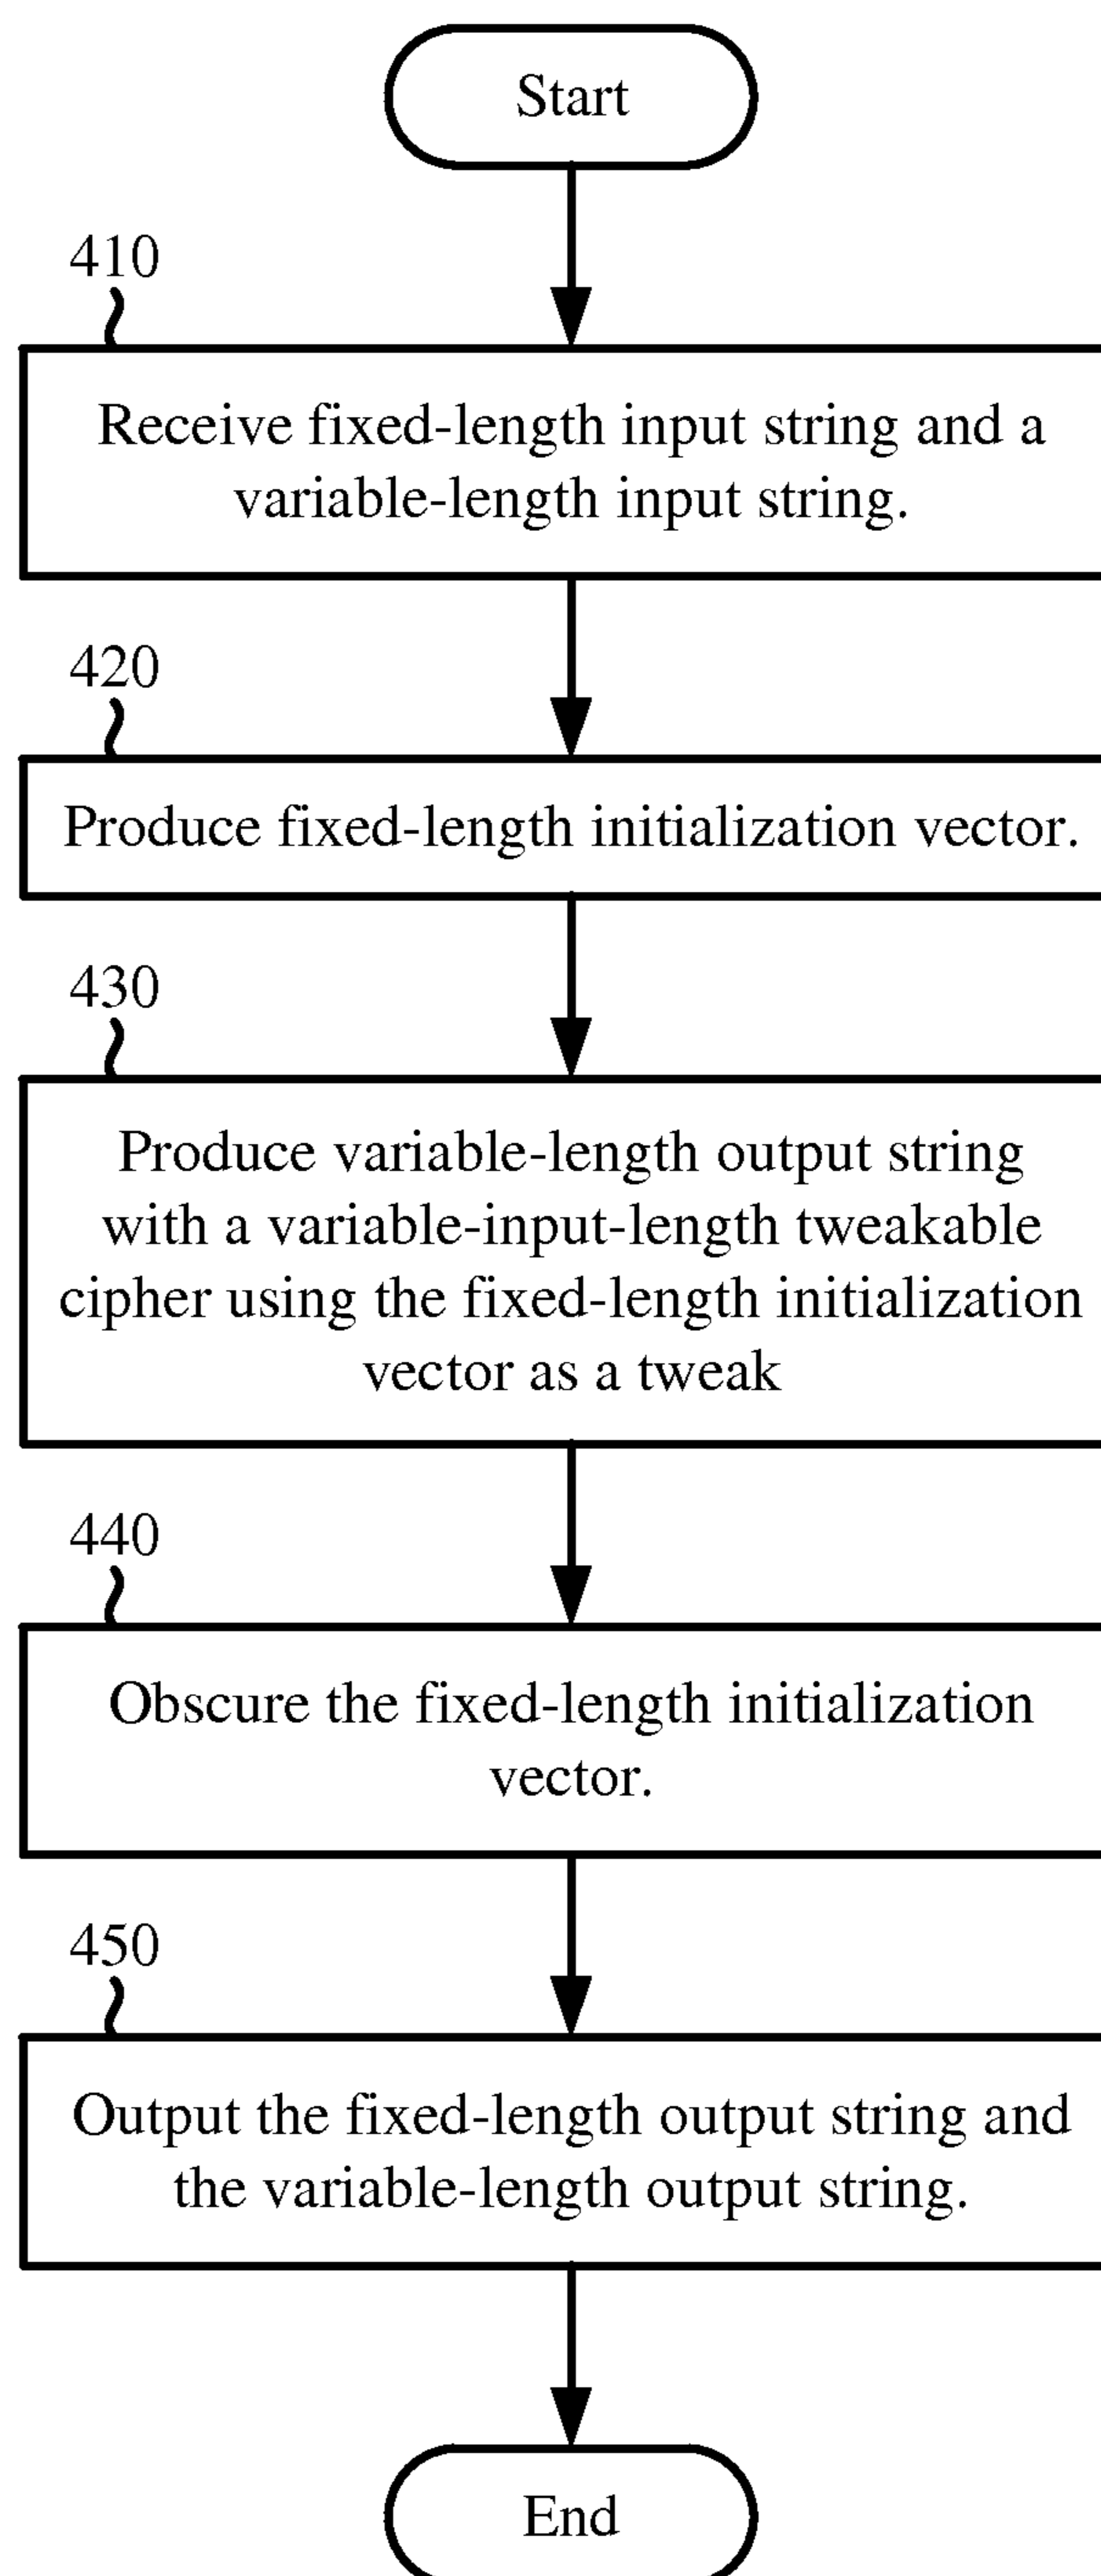 Start
410
Receive fixed-length input string and a
variable-length input string.
420
Produce fixed-length initialization vector.
430
Produce variable-length output string
with a variable-input-length tweakable
cipher using the fixed-length initialization
vector as a tweak
440
Obscure the fixed-length initialization
vector.
450
Output the fixed-length output string and
the variable-length output string.
End